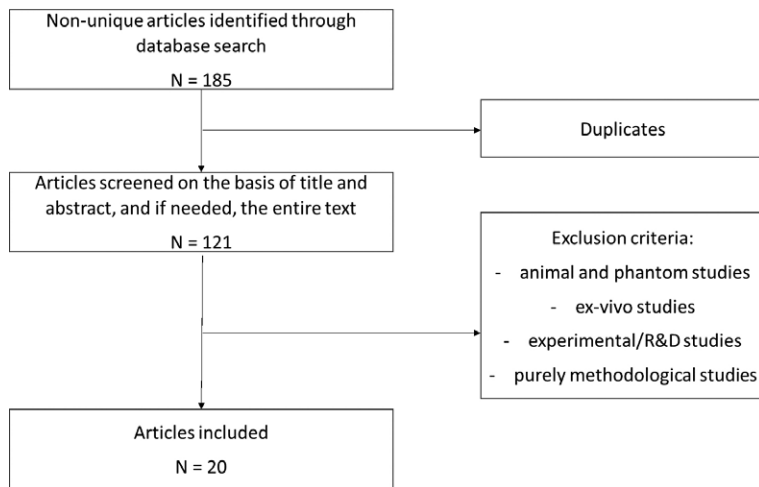 Non-unique articles identified through
database search
N = 185
Duplicates
Articles screened on the basis of title and
abstract, and if needed, the entire text
N = 121
Exclusion criteria:
- animal and phantom studies
- ex-vivo studies
- experimental/R&D studies
- purely methodological studies
Articles included
N = 20